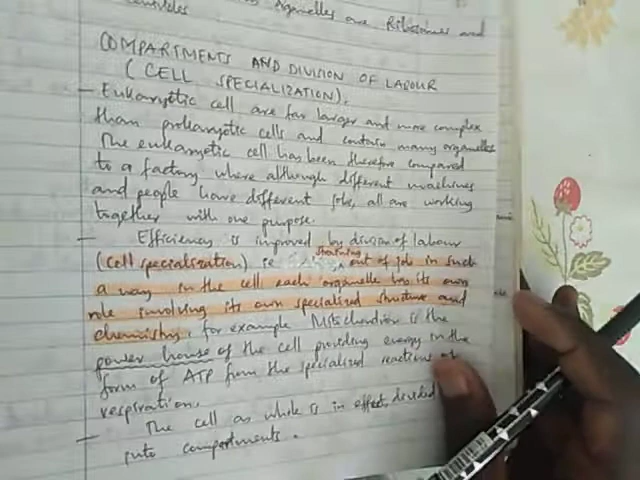 organelles are Ribosomes and
centrioles
COMPARTMENTS AND DIVISION OF LABOUR
(CELL SPECIALIZATION).
- Eukaryotic cell are far larger and more complex
than prokaryotic cells and contain many organelles
The eukaryotic cell has been therefore compared
to a factory where although different machines
and people have different jobs, all are working
together with one purpose.
- Efficiency is improved by division of labour
(cell specialization) ie sharing out of job in such
a way in the cell each organelle has its own
role involving its own specialized structure and
chemistry. for example Mitochondrion is the
power house of the cell providing energy in the
form of ATP from the specialized reactions of
respiration.
- The cell as whole is in effect, divided
into compartments.